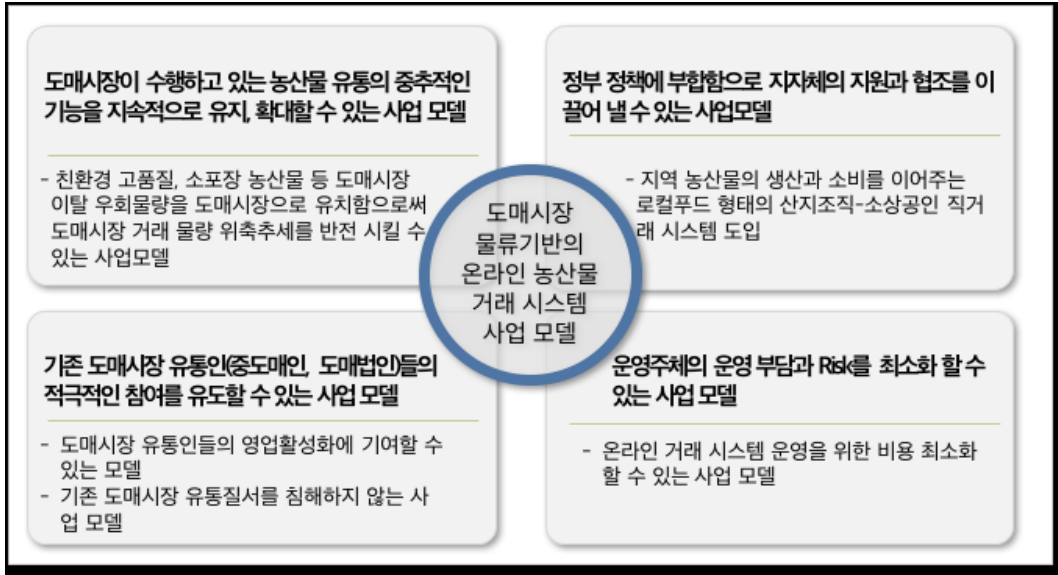 도매시장이 수행하고 있는 농산물 유통의 중추적인
기능을 지속적으로 유지, 확대할 수 있는 사업 모델
- 친환경 고품질, 소포장 농산물 등 도매시장
이탈 우회물량을 도매시장으로 유치함으로써
도매시장 거래 물량 위축추세를 반전 시킬 수
있는 사업모델
정부 정책에 부합함으로 지자체의 지원과 협조를 이
끌어 낼 수 있는 사업모델
- 지역 농산물의 생산과 소비를 이어주는
로컬푸드 형태의 산지조직-소상공인 직거
래 시스템 도입
도매시장
물류기반의
온라인 농산물
거래 시스템
사업 모델
기존 도매시장 유통인(중도매인, 도매법인)들의
적극적인 참여를 유도할 수 있는 사업 모델
- 도매시장 유통인들의 영업활성화에 기여할 수
있는 모델
- 기존 도매시장 유통질서를 침해하지 않는 사
업 모델
운영주체의 운영 부담과 Risk를 최소화 할 수
있는 사업 모델
- 온라인 거래 시스템 운영을 위한 비용 최소화
할 수 있는 사업 모델